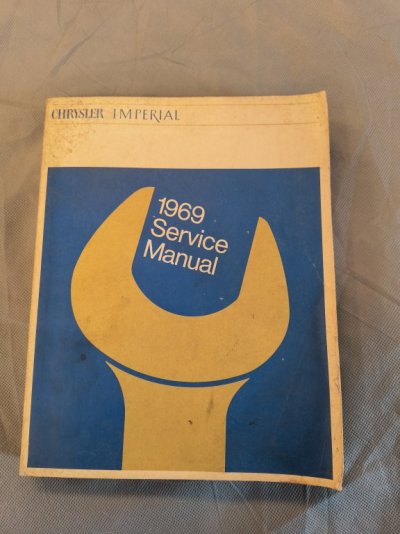 CHRYSLER IMPERIAL
1969
Service
Manual